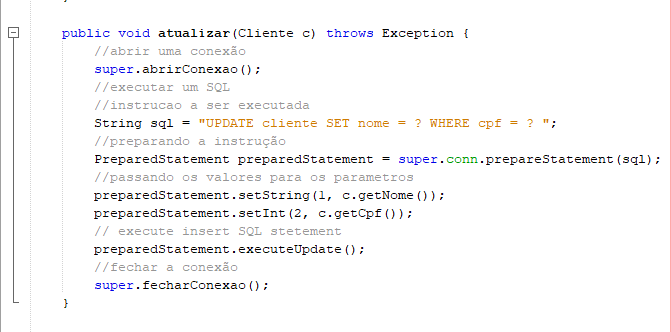 public void atualizar(Cliente c) throws Exception {
//abrir uma conexão
super.abrirConexao();
//executar um SQL
//instrucao a ser executada
String sql = "UPDATE cliente SET nome = ? WHERE cpf = ? ";
//preparando a instrução
PreparedStatement preparedStatement = super.conn.prepareStatement(sql);
//passando os valores para os parametros
preparedStatement.setString(1, c.getNome());
preparedStatement.setInt(2, c.getCpf());
// execute insert SQL stetement
preparedStatement.executeUpdate();
//fechar a conexão
super.fecharConexao();
}